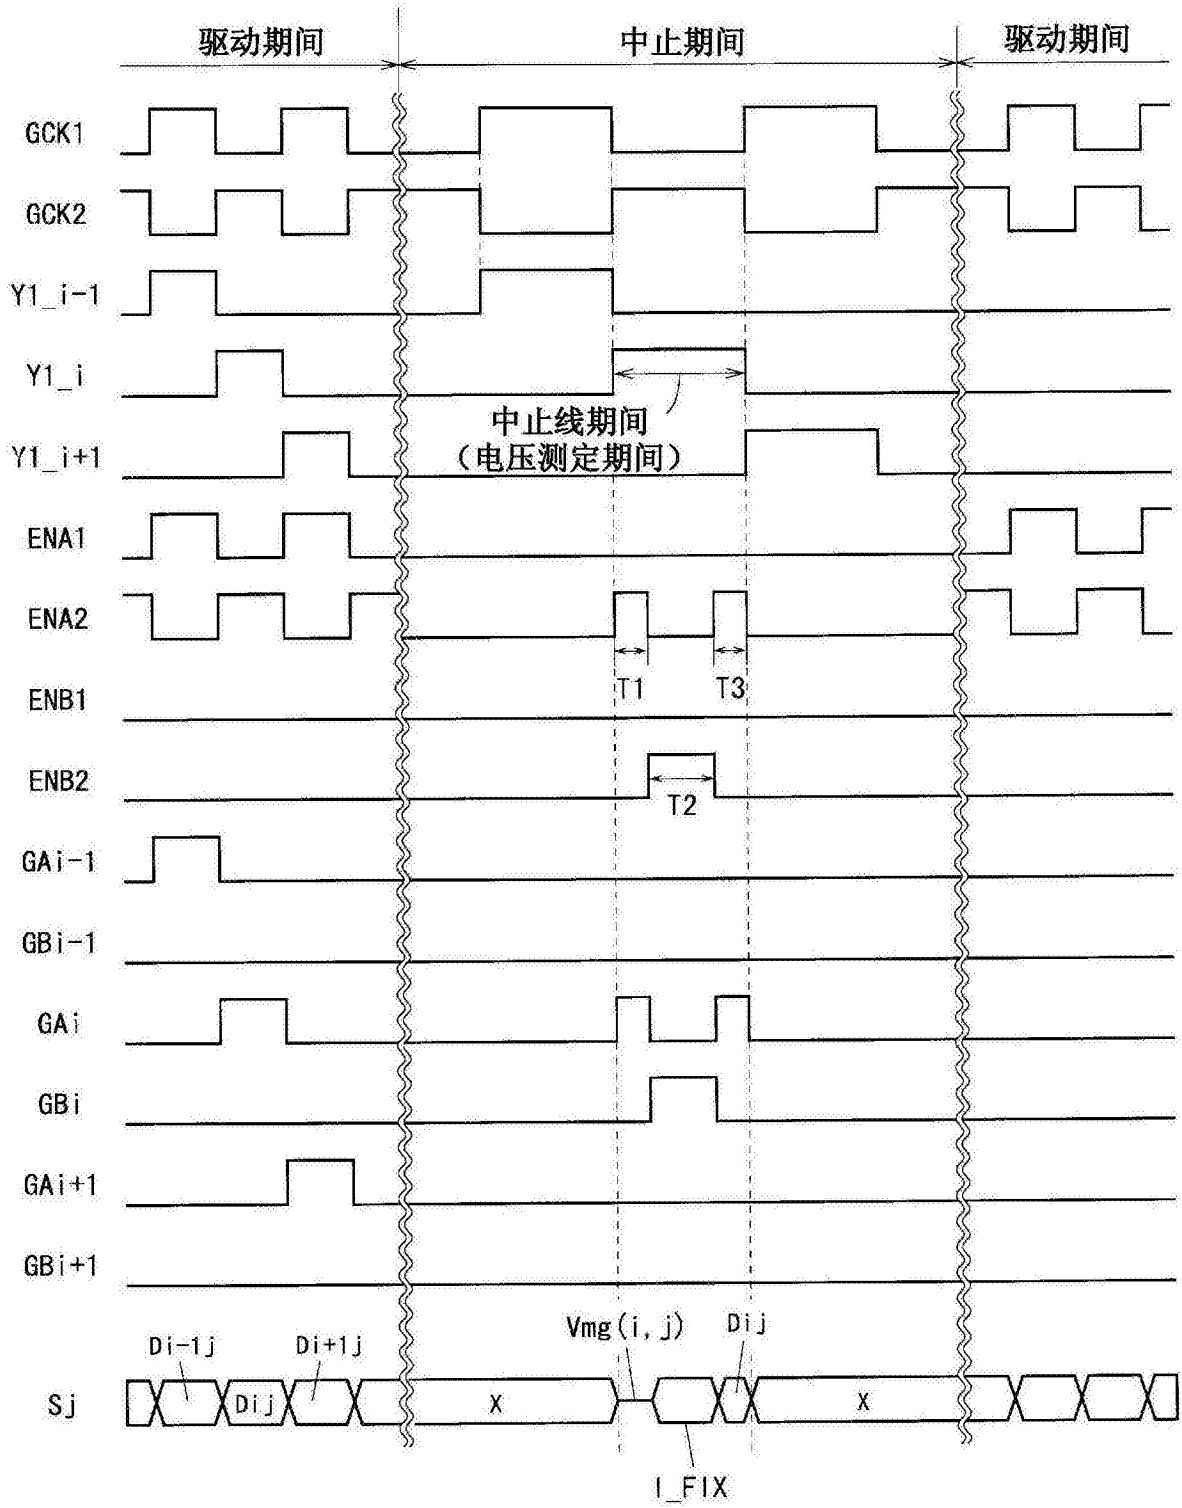 驱动期间 中止期间 驱动期间
GCK1
GCK2
Y1_i-1
Y1_i
中止线期间
Y1_i+1 (电压测定期间)
ENA1
ENA2
T1 T3
ENB1
ENB2
T2
GAi-1
GBi-1
GAi
GBi
GAi+1
GBi+1
Di-1j Di+1j Vmg(i,j) Dij
Sj Dij X X
I_FIX